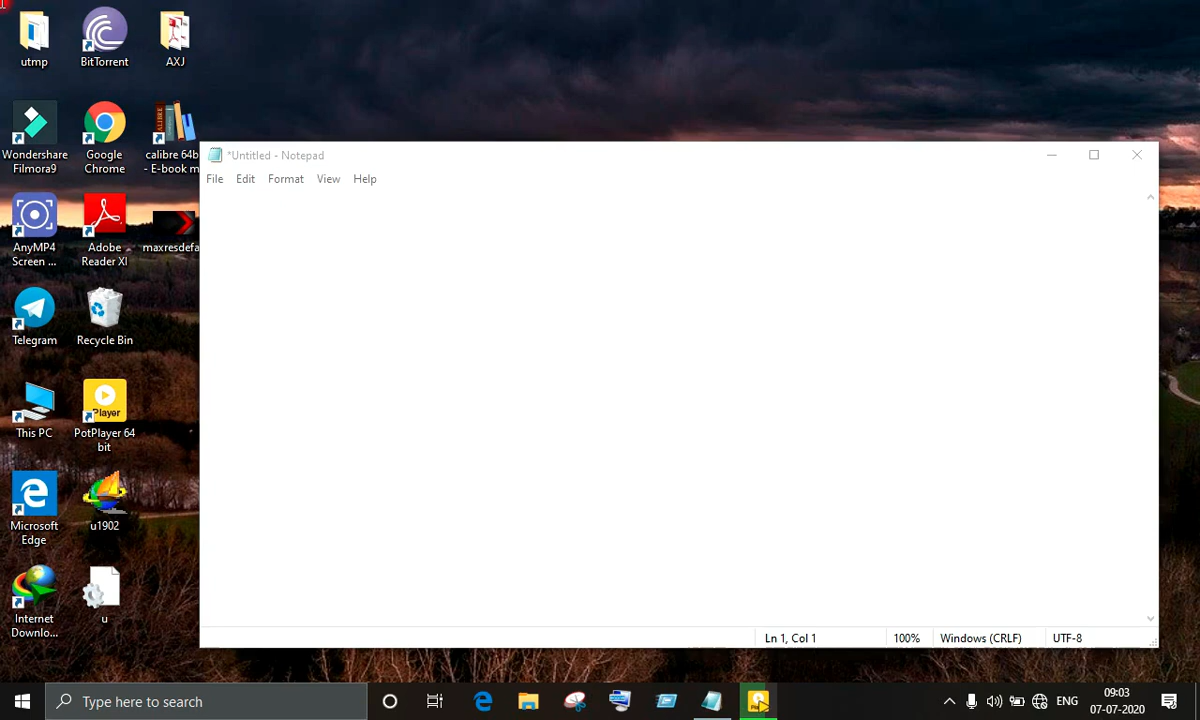 utmp
BitTorrent
AXJ
Wondershare
Filmora9
Google
Chrome
calibre 64b
- E-book m
AnyMP4
Screen ...
Adobe
Reader XI
maxresdefa
Telegram
Recycle Bin
This PC
Player
PotPlayer 64
bit
Microsoft
Edge
u1902
Internet
Downlo...
u
*Untitled - Notepad
File Edit Format View Help
Ln 1, Col 1 100% Windows (CRLF) UTF-8
Type here to search
ENG
09:03
07-07-2020